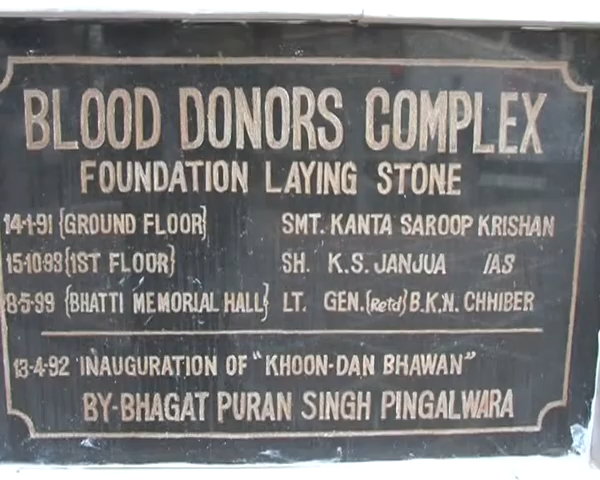 BLOOD DONORS COMPLEX
FOUNDATION LAYING STONE
14-1-91 {GROUND FLOOR} SMT. KANTA SAROOP KRISHAN
15-10-93 {1ST FLOOR} SH. K.S. JANJUA IAS
8-5-99 {BHATTI MEMORIAL HALL} LT. GEN. {Retd} B.K.N. CHHIBER
13-4-92 INAUGURATION OF "KHOON-DAN BHAWAN"
BY-BHAGAT PURAN SINGH PINGALWARA